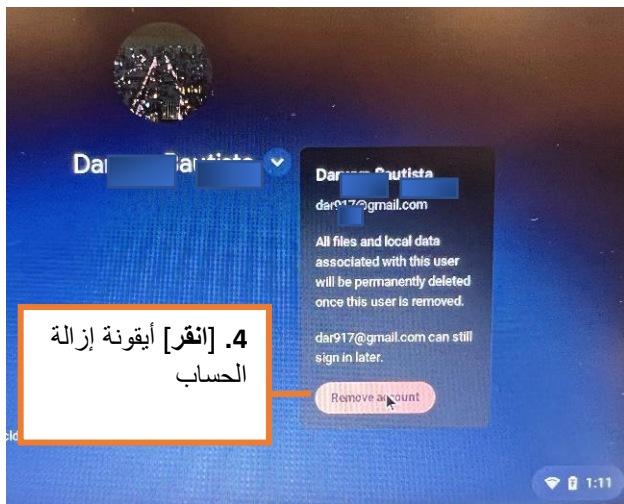 Da
Bautista
dar917@gmail.com
All files and local data
associated with this user
will be permanently deleted
once this user is removed.
dar917@gmail.com can still
sign in later.
Remove account
4. [انقر] أيقونة إزالة
الحساب
1:11